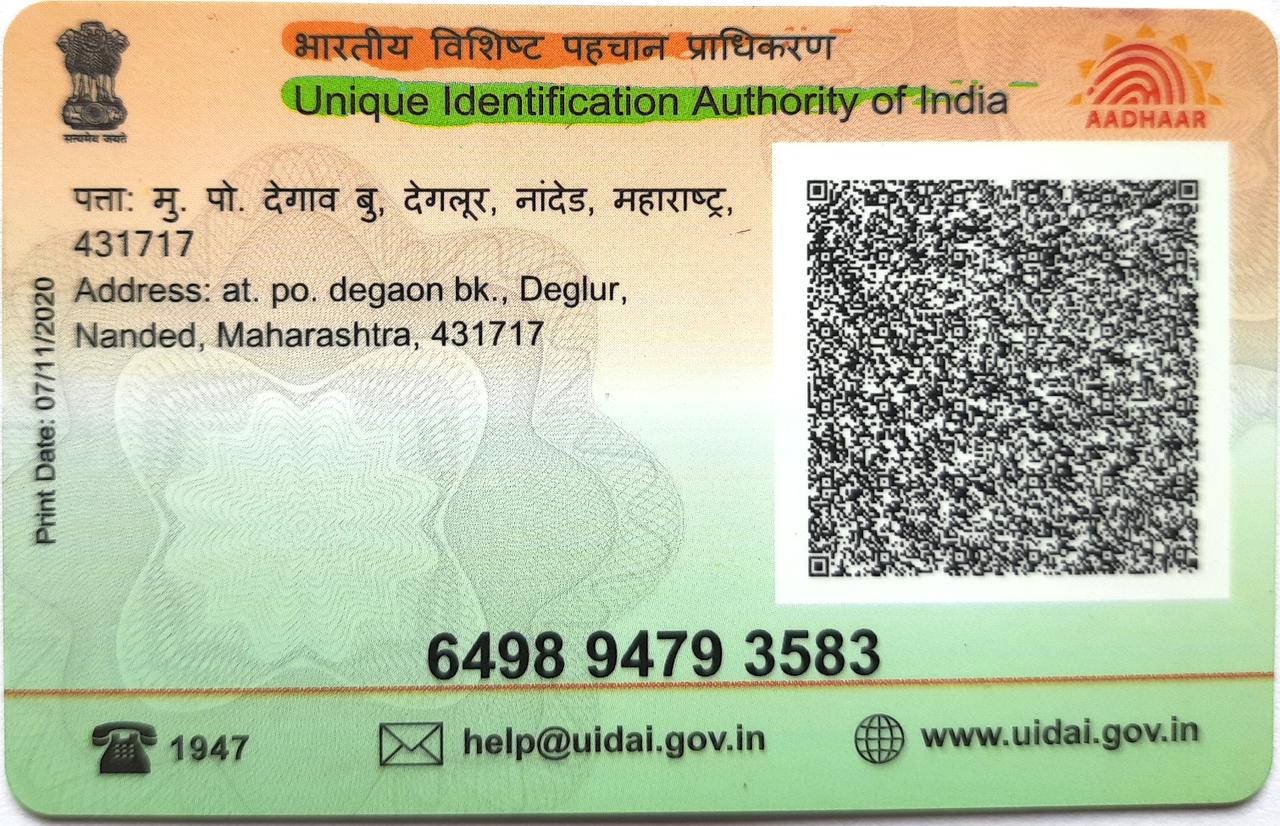 भारतीय विशिष्ट पहचान प्राधिकरण
Unique Identification Authority of India
सत्यमेव जयते
AADHAAR
पत्ता: मु. पो. देगाव बु, देगलूर, नांदेड, महाराष्ट्र,
431717
Address: at. po. degaon bk., Deglur,
Nanded, Maharashtra, 431717
Print Date: 07/11/2020
6498 9479 3583
1947
help@uidai.gov.in
www.uidai.gov.in